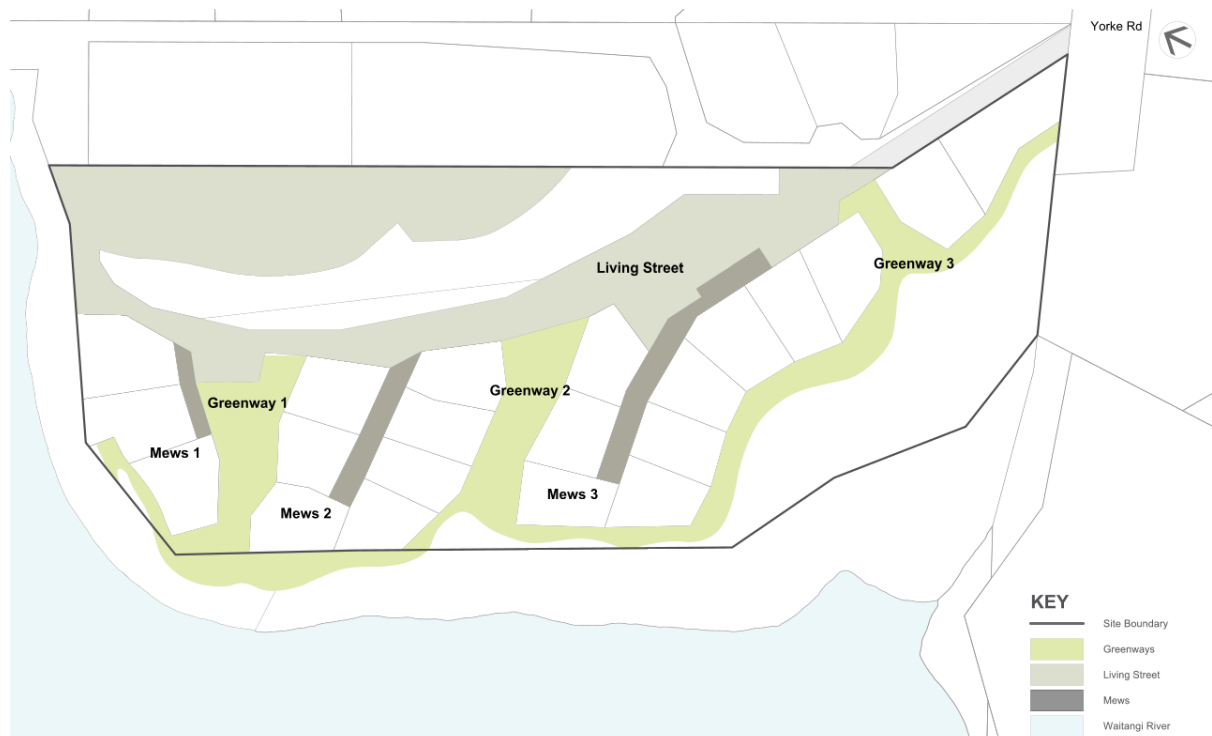 Yorke Rd
Living Street
Greenway 3
Greenway 2
Greenway 1
Mews 1
Mews 2
Mews 3
KEY
Site Boundary
Greenways
Living Street
Mews
Waitangi River